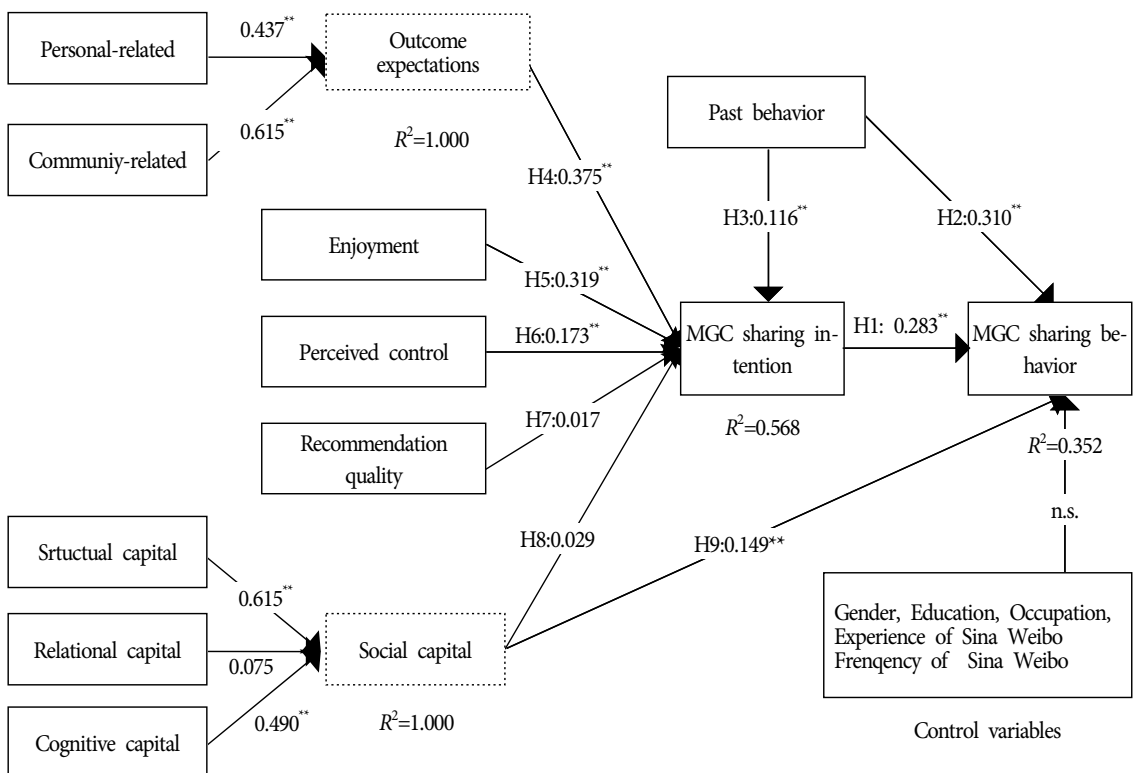 Personal-related
0.437**
Outcome
expectations
Communiy-related
0.615**
R²=1.000
Past behavior
H4:0.375**
H3:0.116**
H2:0.310**
Enjoyment
H5:0.319**
Perceived control
H6:0.173**
MGC sharing in-
tention
H1: 0.283**
MGC sharing be-
havior
H7:0.017
R²=0.568
R²=0.352
Recommendation
quality
n.s.
H8:0.029
H9:0.149**
Srtuctual capital
0.615**
Relational capital
0.075
Social capital
Gender, Education, Occupation,
Experience of Sina Weibo
Frenqency of Sina Weibo
Cognitive capital
0.490**
R²=1.000
Control variables